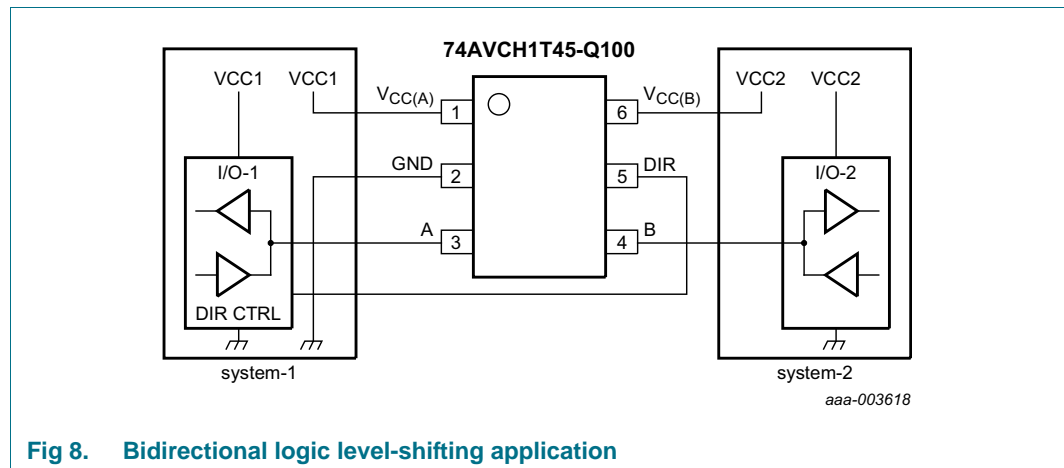 74AVCH1T45-Q100
VCC1 VCC1 VCC(A) VCC(B) VCC2 VCC2
1 6
I/O-1 GND DIR I/O-2
2 5
A B
3 4
DIR CTRL
system-1 system-2
aaa-003618
Fig 8. Bidirectional logic level-shifting application